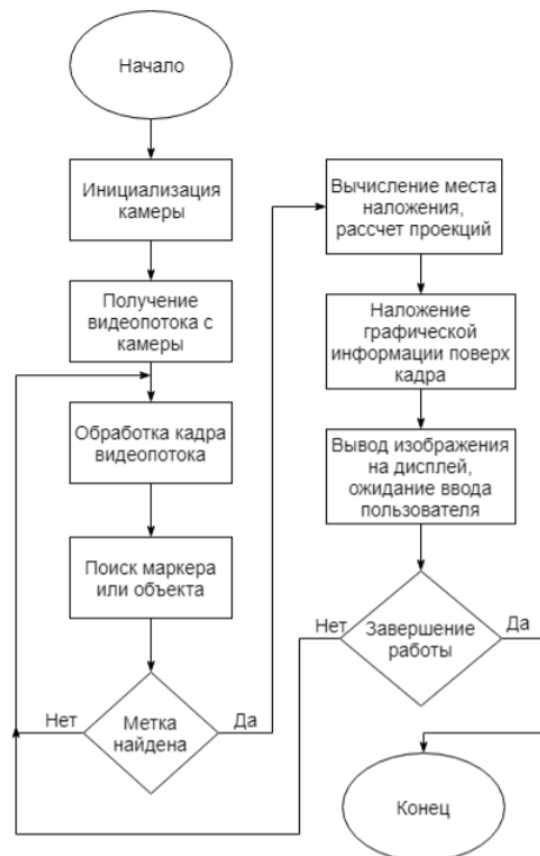 Начало
Инициализация
камеры
Получение
видеопотока с
камеры
Обработка кадра
видеопотока
Поиск маркера
или объекта
Нет
Метка
найдена
Да
Вычисление места
наложения,
рассчет проекций
Наложение
графической
информации поверх
кадра
Вывод изображения
на дисплей,
ожидание ввода
пользователя
Нет
Завершение
работы
Да
Конец